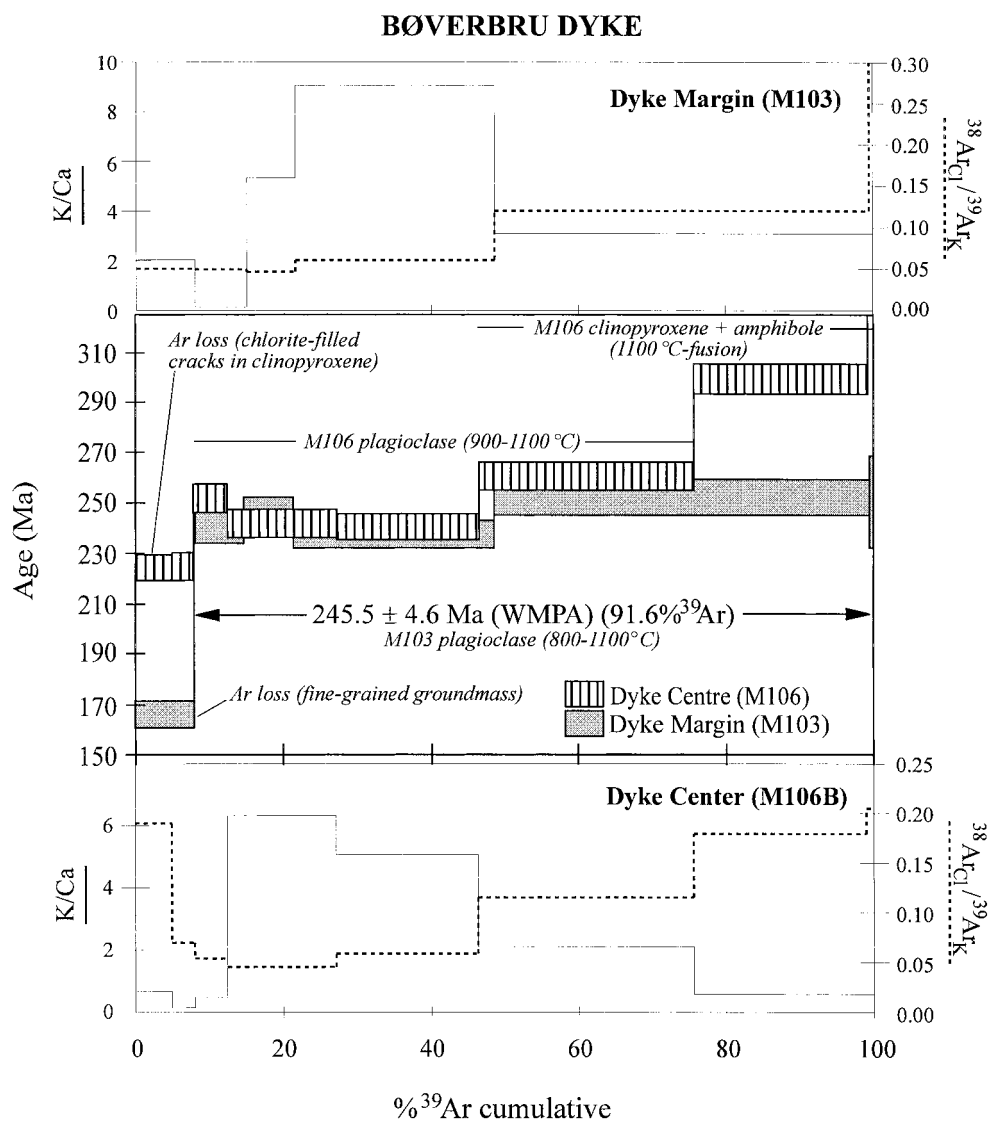 BØVERBRU DYKE
Dyke Margin (M103)
K/Ca
10
8
6
4
2
0
0.30
0.25
0.20
0.15
0.10
0.05
0.00
38ArCl/39ArK
Ar loss (chlorite-filled
cracks in clinopyroxene)
M106 clinopyroxene + amphibole
(1100 °C-fusion)
M106 plagioclase (900-1100 °C)
Age (Ma)
310
290
270
250
230
210
190
170
150
245.5 ± 4.6 Ma (WMPA) (91.6%39Ar)
M103 plagioclase (800-1100°C)
Ar loss (fine-grained groundmass)
Dyke Centre (M106)
Dyke Margin (M103)
Dyke Center (M106B)
K/Ca
6
4
2
0
0.25
0.20
0.15
0.10
0.05
0.00
38ArCl/39ArK
0 20 40 60 80 100
%39Ar cumulative